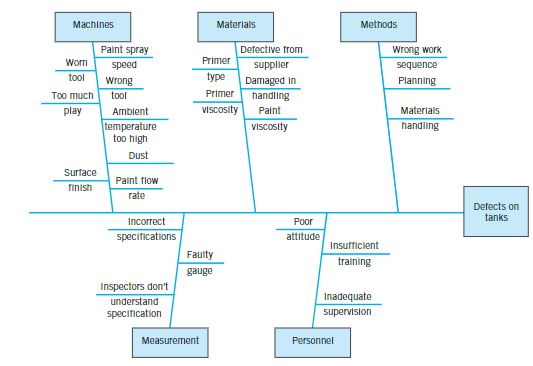 Machines
Materials
Methods
Paint spray
speed
Worn
tool
Wrong
tool
Too much
play
Ambient
temperature
too high
Dust
Surface
finish
Paint flow
rate
Defective from
supplier
Primer
type
Damaged in
handling
Primer
viscosity
Paint
viscosity
Wrong work
sequence
Planning
Materials
handling
Defects on
tanks
Incorrect
specifications
Faulty
gauge
Inspectors don't
understand
specification
Poor
attitude
Insufficient
training
Inadequate
supervision
Measurement
Personnel